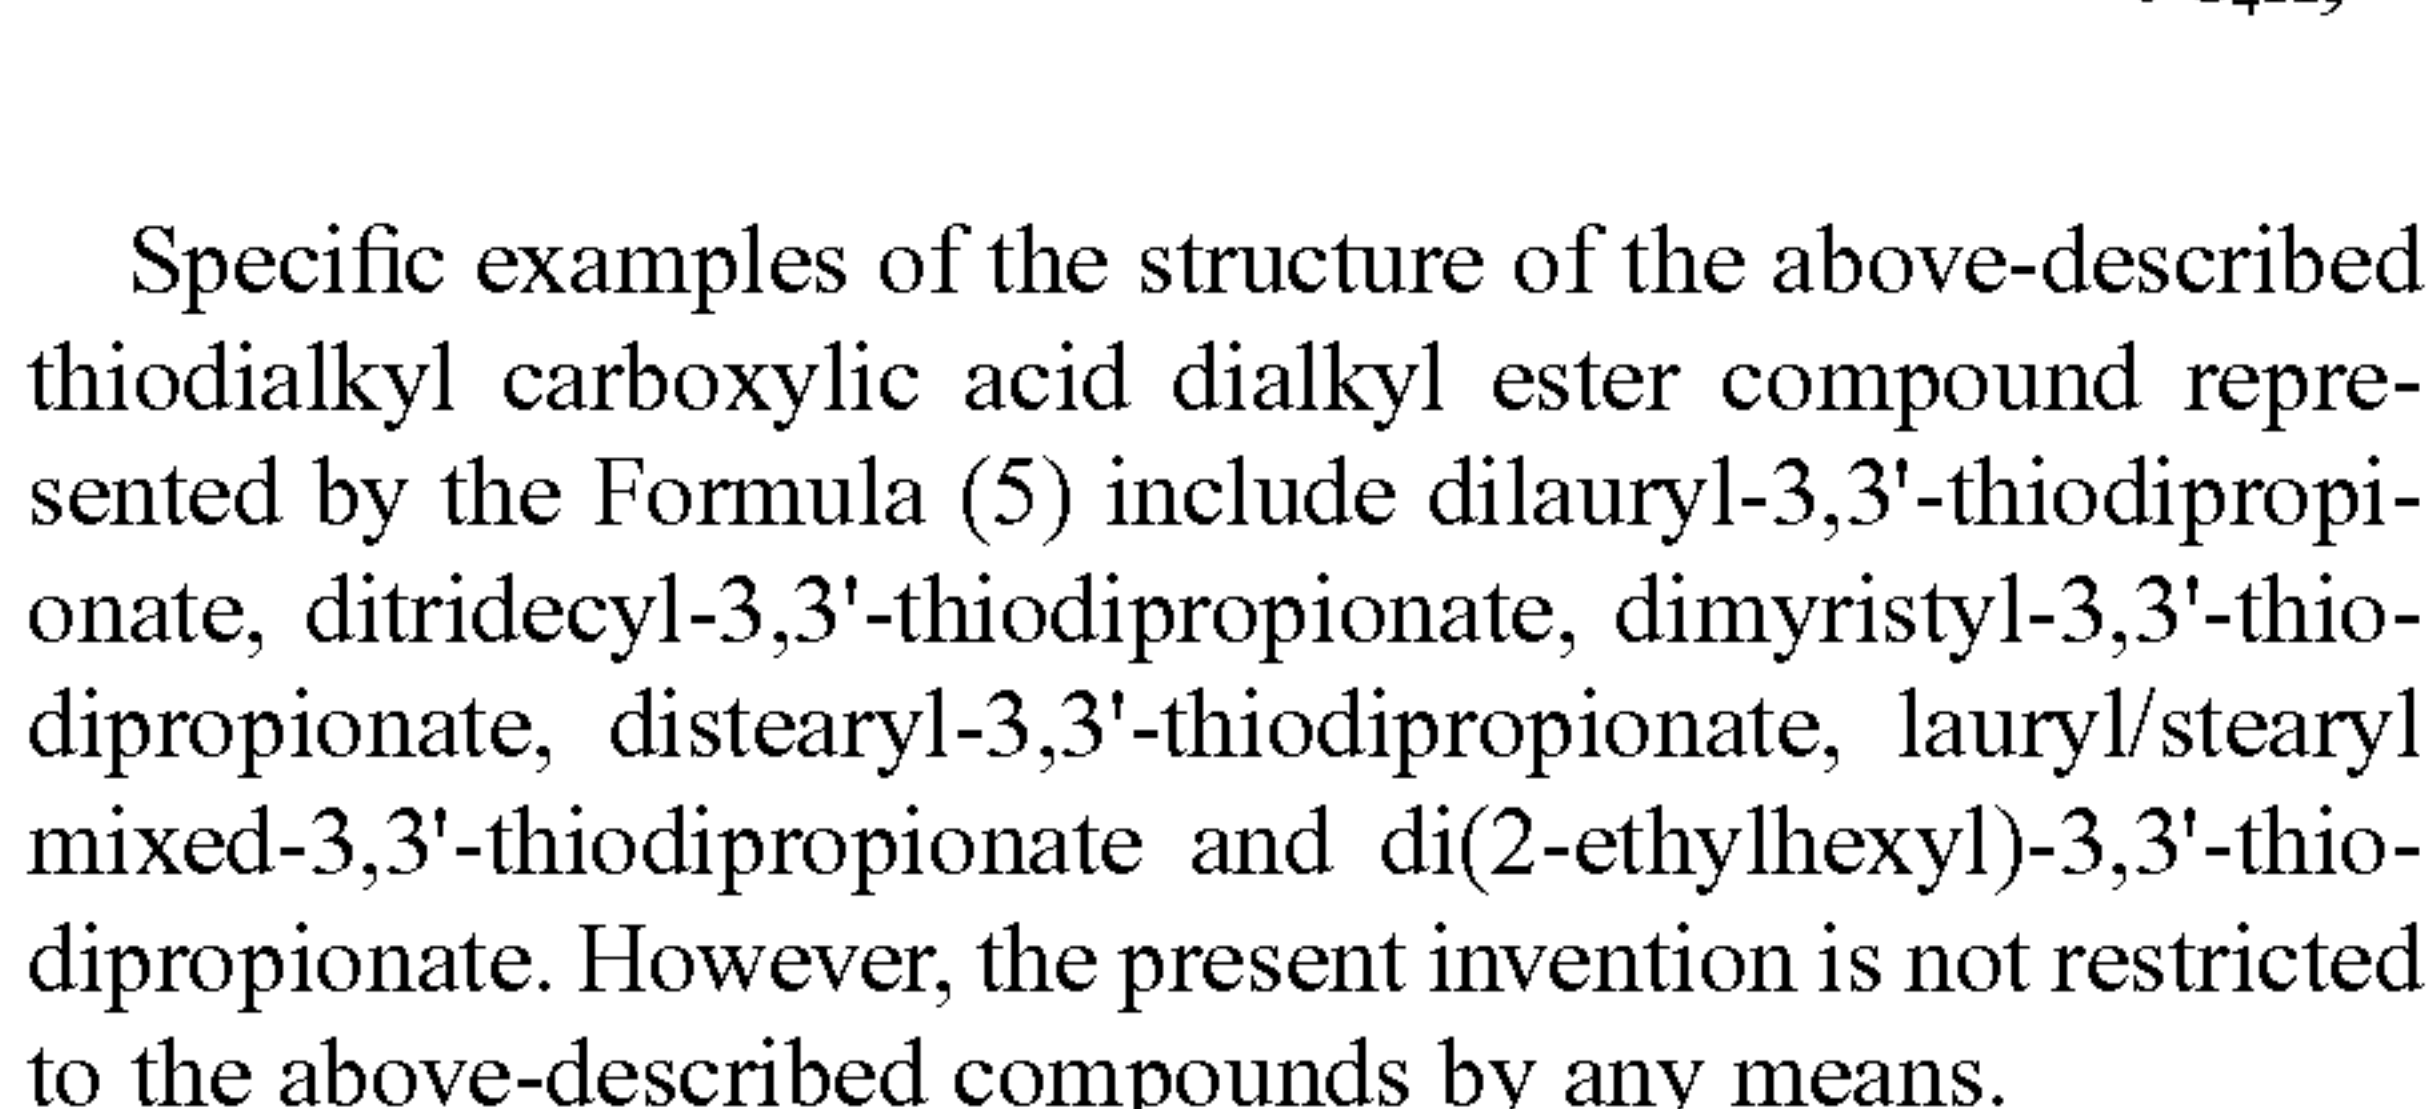 Specific examples of the structure of the above-described
thiodialkyl carboxylic acid dialkyl ester compound repre-
sented by the Formula (5) include dilauryl-3,3'-thiodipropi-
onate, ditridecyl-3,3'-thiodipropionate, dimyristyl-3,3'-thio-
dipropionate, distearyl-3,3'-thiodipropionate, lauryl/stearyl
mixed-3,3'-thiodipropionate and di(2-ethylhexyl)-3,3'-thio-
dipropionate. However, the present invention is not restricted
to the above-described compounds by any means.